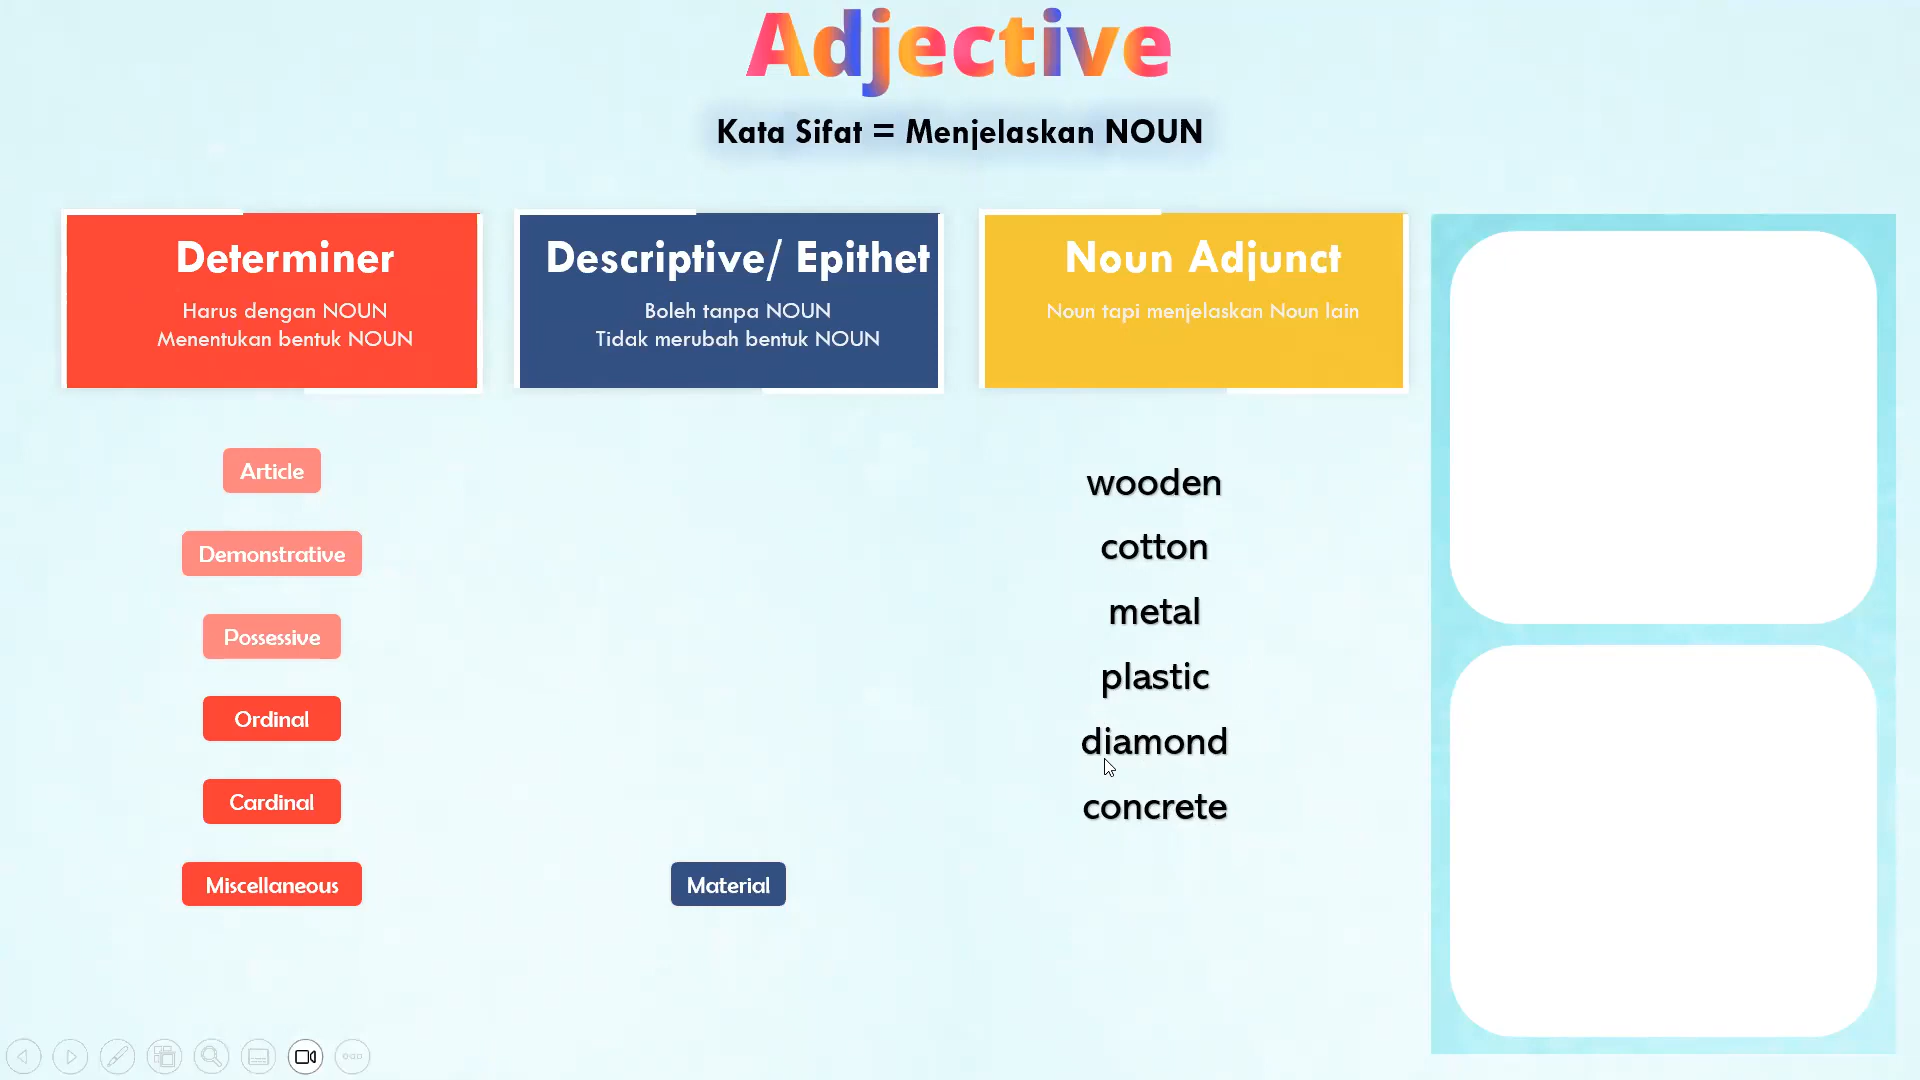 Adjective
Kata Sifat = Menjelaskan NOUN
Determiner
Harus dengan NOUN
Menentukan bentuk NOUN
Descriptive/ Epithet
Boleh tanpa NOUN
Tidak merubah bentuk NOUN
Noun Adjunct
Noun tapi menjelaskan Noun lain
Article
Demonstrative
Possessive
Ordinal
Cardinal
Miscellaneous
Material
wooden
cotton
metal
plastic
diamond
concrete